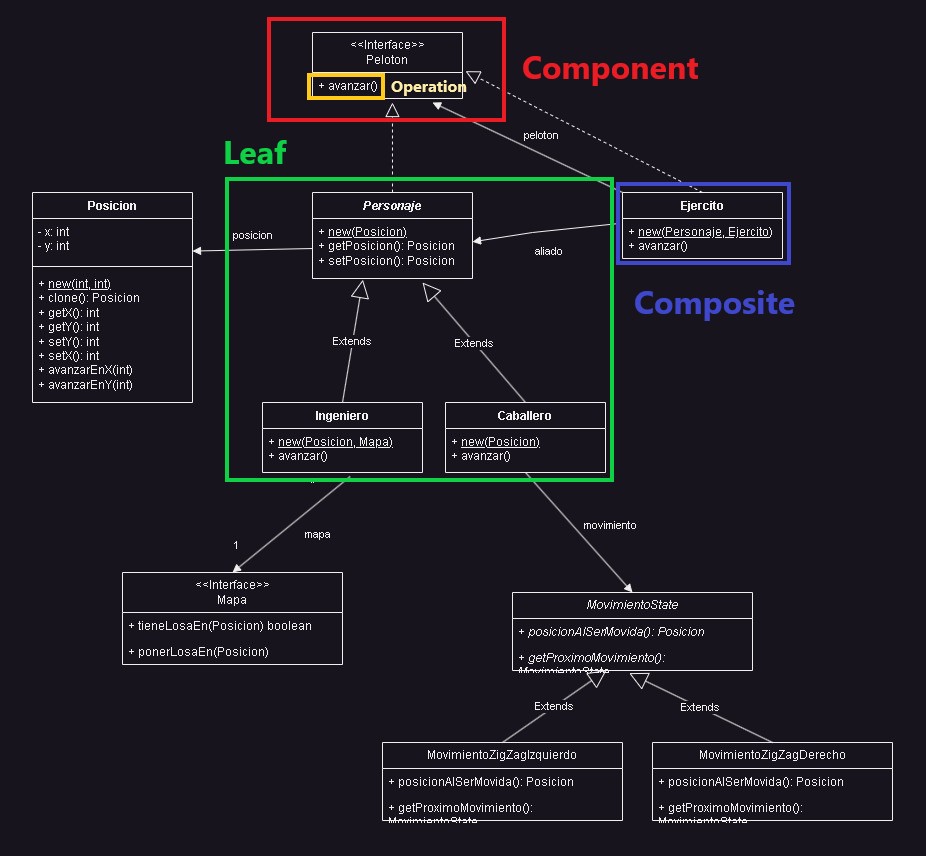 <<Interface>>
Peloton
+ avanzar()
Operation
Component
peloton
Leaf
Posicion
- x: int
- y: int
+ new(int, int)
+ clone(): Posicion
+ getX(): int
+ getY(): int
+ setY(): int
+ setX(): int
+ avanzarEnX(int)
+ avanzarEnY(int)
posicion
Personaje
+ new(Posicion)
+ getPosicion(): Posicion
+ setPosicion(): Posicion
aliado
Ejercito
+ new(Personaje, Ejercito)
+ avanzar()
Composite
Extends
Extends
Ingeniero
+ new(Posicion, Mapa)
+ avanzar()
Caballero
+ new(Posicion)
+ avanzar()
mapa
1
movimiento
<<Interface>>
Mapa
+ tieneLosaEn(Posicion) boolean
+ ponerLosaEn(Posicion)
MovimientoState
+ posicionAlSerMovida(): Posicion
+ getProximoMovimiento():
MovimientoState
Extends
Extends
MovimientoZigZagIzquierdo
+ posicionAlSerMovida(): Posicion
+ getProximoMovimiento():
MovimientoState
MovimientoZigZagDerecho
+ posicionAlSerMovida(): Posicion
+ getProximoMovimiento():
MovimientoState